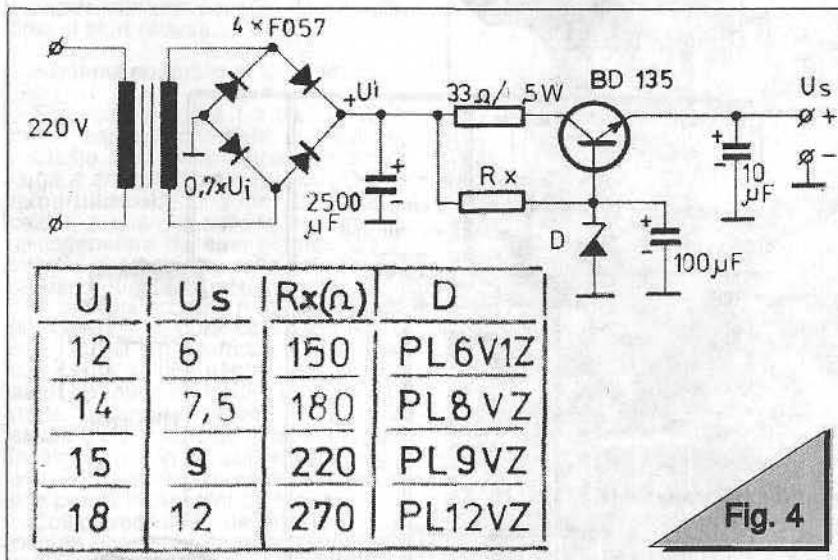 4 × F057
220 V
0,7×Ui
+Ui
2500
µF
+
-
33Ω/ 5W
R x
BD 135
D
+
-
100µF
+
-
10
µF
Us
+
-
Ui Us Rx(Ω) D
12 6 150 PL6V1Z
14 7,5 180 PL8VZ
15 9 220 PL9VZ
18 12 270 PL12VZ
Fig. 4